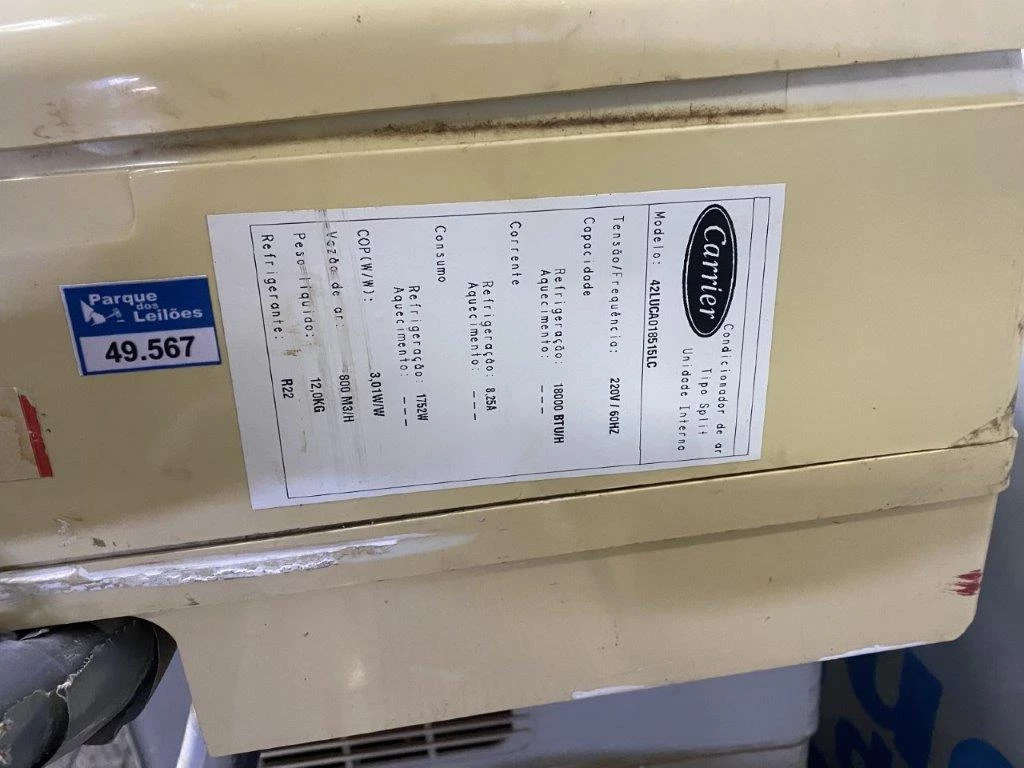 Carrier
Condicionador de ar
Tipo Split
Unidade Interna
Modelo: 42LUCA018515LC
Tensão/Frequência: 220V/60HZ
Capacidade
Refrigeração: 18000 BTU/H
Aquecimento: ---
Corrente
Refrigeração: 8,25A
Aquecimento: ---
Consumo
Refrigeração: 1752W
Aquecimento: ---
COP(W/W): 3,01W/W
Vazão de ar: 800 M3/H
Peso líquido: 12,0KG
Refrigerante: R22
Parque
dos
Leilões
49.567